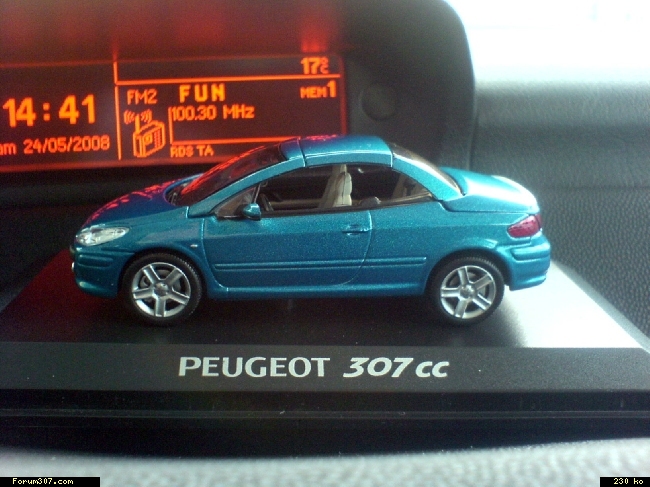 17°C
FM2 FUN MEM1
14:41
100.30 MHz
am 24/05/2008
RDS TA
PEUGEOT 307cc
Forum307.com
230 ko